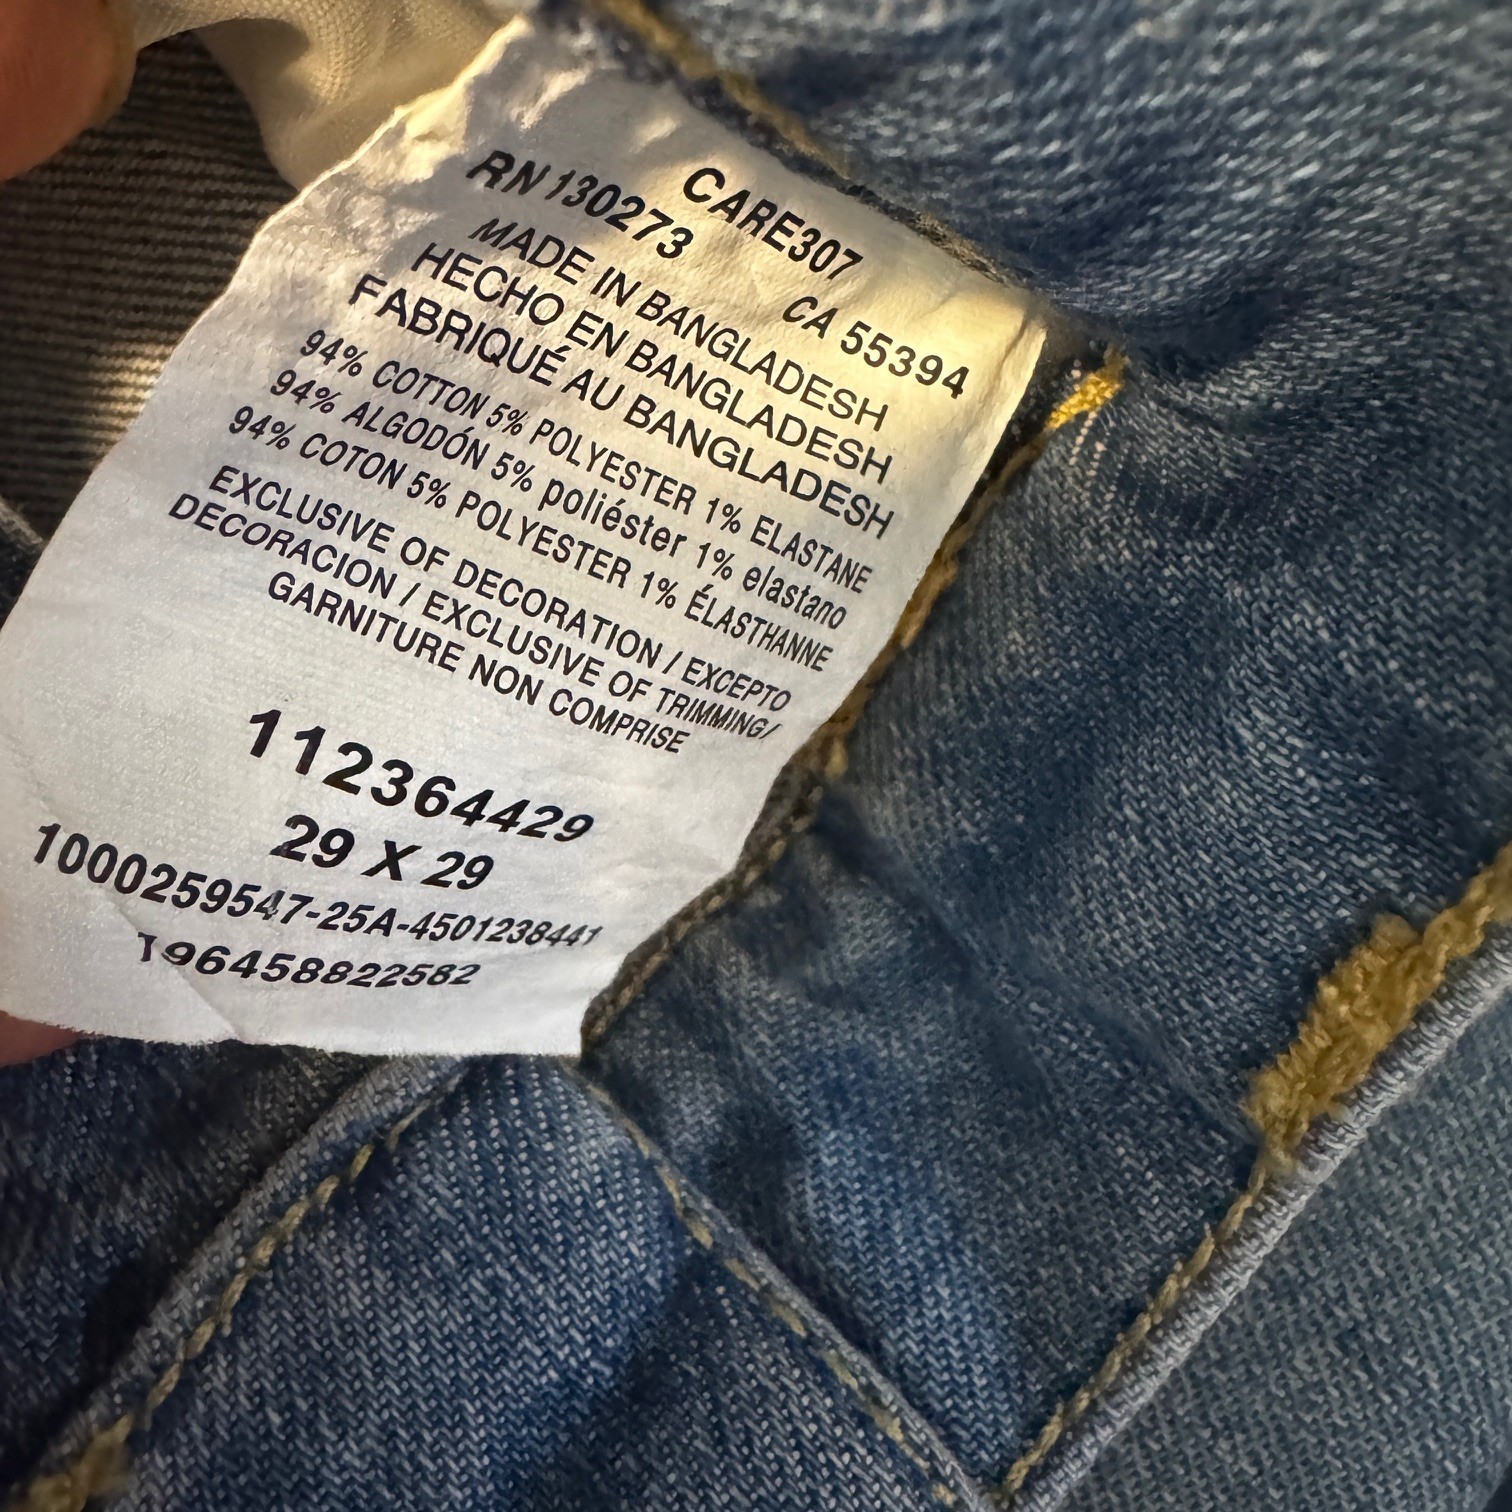 CARE307
RN 130273 CA 55394
MADE IN BANGLADESH
HECHO EN BANGLADESH
FABRIQUÉ AU BANGLADESH
94% COTTON 5% POLYESTER 1% ELASTANE
94% ALGODÓN 5% poliéster 1% elastano
94% COTON 5% POLYESTER 1% ÉLASTHANNE
EXCLUSIVE OF DECORATION / EXCEPTO
DECORACION / EXCLUSIVE OF TRIMMING/
GARNITURE NON COMPRISE
112364429
29 X 29
1000259547-25A-4501238441
196458822582